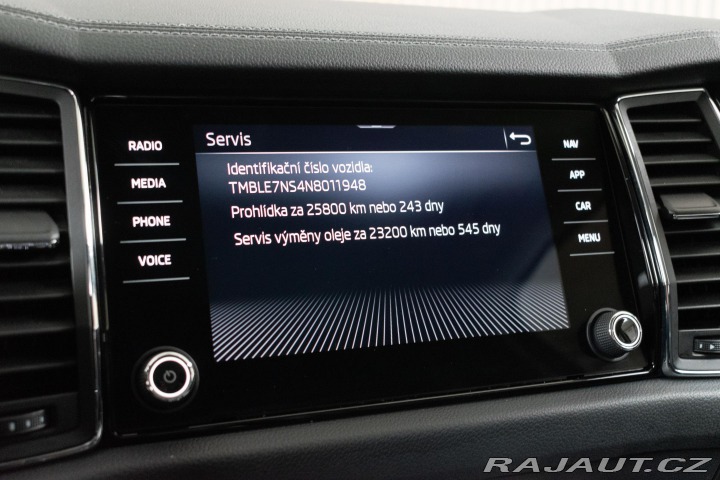 Servis
Identifikační číslo vozidla:
TMBLE7NS4N8011948
Prohlídka za 25800 km nebo 243 dny
Servis výměny oleje za 23200 km nebo 545 dny
RADIO
MEDIA
PHONE
VOICE
NAV
APP
CAR
MENU
RAJAUT.CZ